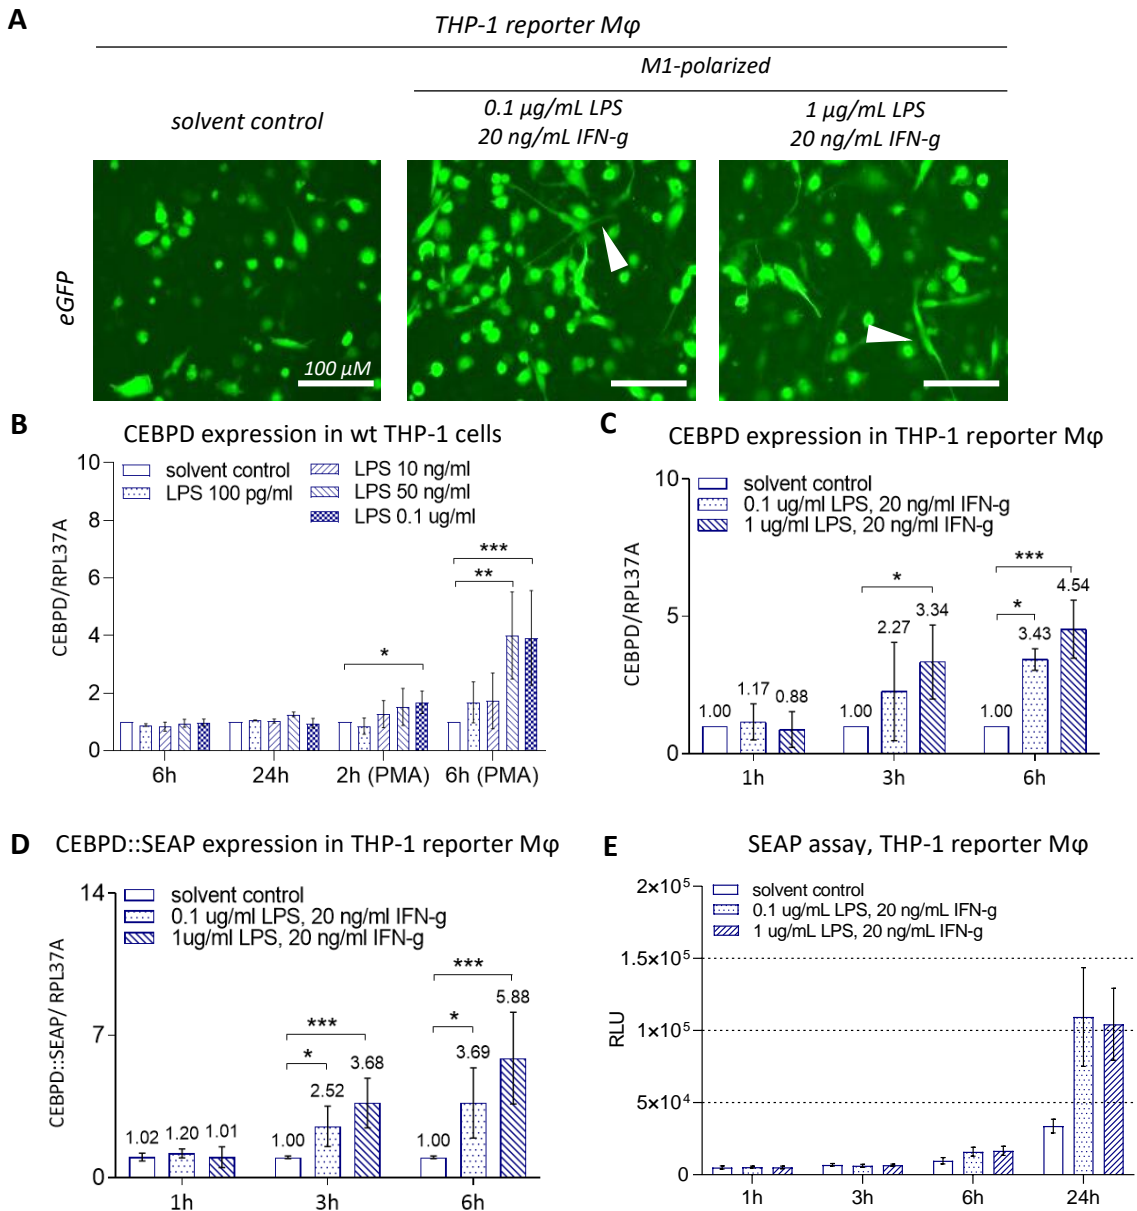 A
THP-1 reporter Mφ
M1-polarized
solvent control
0.1 µg/mL LPS
20 ng/mL IFN-g
1 µg/mL LPS
20 ng/mL IFN-g
eGFP
100 µM
B
CEBPD expression in wt THP-1 cells
CEBPD/RPL37A
10
8
6
4
2
0
solvent control
LPS 100 pg/ml
LPS 10 ng/ml
LPS 50 ng/ml
LPS 0.1 ug/ml
*
**
***
6h
24h
2h (PMA)
6h (PMA)
C
CEBPD expression in THP-1 reporter Mφ
CEBPD/RPL37A
10
5
0
solvent control
0.1 ug/ml LPS, 20 ng/ml IFN-g
1 ug/ml LPS, 20 ng/ml IFN-g
1.00
1.17
0.88
*
1.00
2.27
3.34
***
*
1.00
3.43
4.54
1h
3h
6h
D
CEBPD::SEAP expression in THP-1 reporter Mφ
CEBPD::SEAP/ RPL37A
14
7
0
solvent control
0.1 ug/ml LPS, 20 ng/ml IFN-g
1ug/ml LPS, 20 ng/ml IFN-g
1.02
1.20
1.01
***
*
1.00
2.52
3.68
***
*
1.00
3.69
5.88
1h
3h
6h
E
SEAP assay, THP-1 reporter Mφ
RLU
2×10⁵
1.5×10⁵
1×10⁵
5×10⁴
0
solvent control
0.1 ug/mL LPS, 20 ng/mL IFN-g
1 ug/mL LPS, 20 ng/mL IFN-g
1h
3h
6h
24h